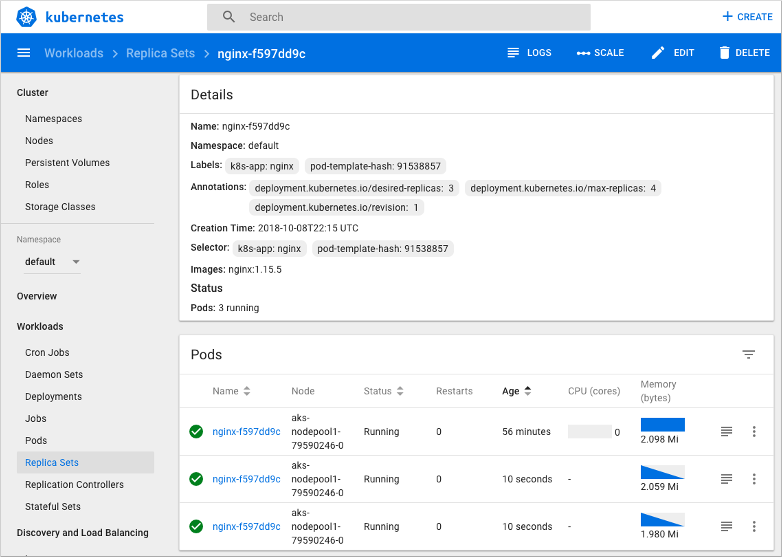 kubernetes
Search
+ CREATE
Workloads > Replica Sets > nginx-f597dd9c
LOGS
SCALE
EDIT
DELETE
Cluster
Namespaces
Nodes
Persistent Volumes
Roles
Storage Classes
Namespace
default
Overview
Workloads
Cron Jobs
Daemon Sets
Deployments
Jobs
Pods
Replica Sets
Replication Controllers
Stateful Sets
Discovery and Load Balancing
Details
Name: nginx-f597dd9c
Namespace: default
Labels: k8s-app: nginx pod-template-hash: 91538857
Annotations: deployment.kubernetes.io/desired-replicas: 3 deployment.kubernetes.io/max-replicas: 4
deployment.kubernetes.io/revision: 1
Creation Time: 2018-10-08T22:15 UTC
Selector: k8s-app: nginx pod-template-hash: 91538857
Images: nginx:1.15.5
Status
Pods: 3 running
Pods
Name Node Status Restarts Age CPU (cores) Memory
(bytes)
aks-
nginx-f597dd9c nodepool1- Running 0 56 minutes 0
79590246-0 2.098 Mi
aks-
nginx-f597dd9c nodepool1- Running 0 10 seconds -
79590246-0 2.059 Mi
aks-
nginx-f597dd9c nodepool1- Running 0 10 seconds -
79590246-0 1.980 Mi